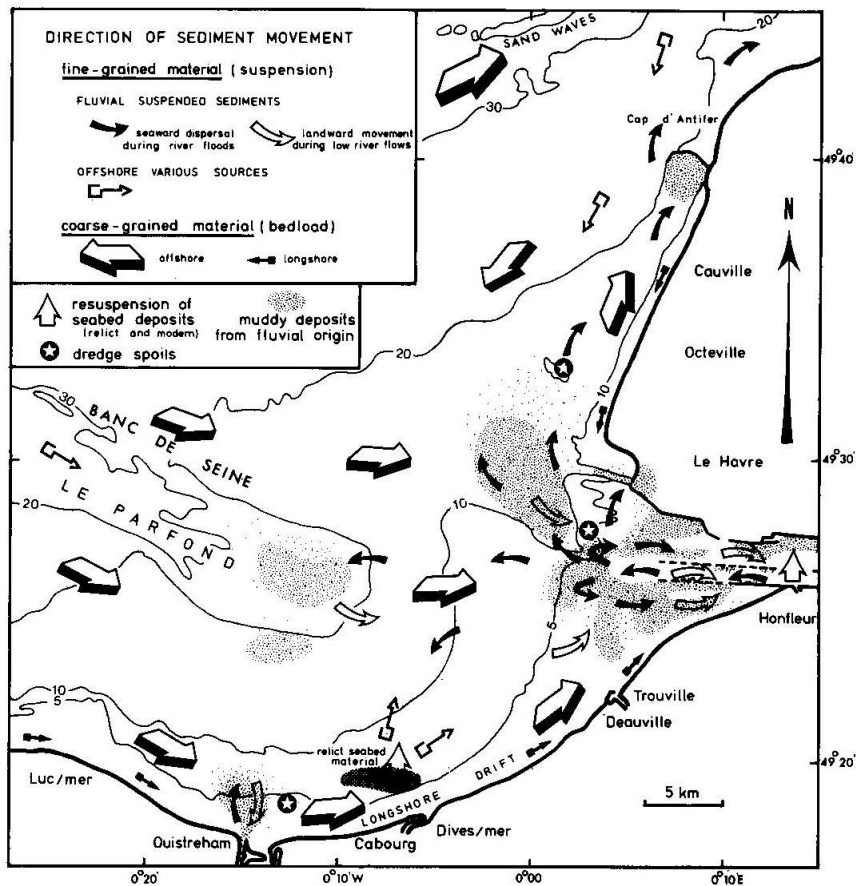 DIRECTION OF SEDIMENT MOVEMENT
fine-grained material (suspension)
FLUVIAL SUSPENDED SEDIMENTS
seaward dispersal
during river floods
landward movement
during low river flows
OFFSHORE VARIOUS SOURCES
coarse-grained material (bedload)
offshore
longshore
resuspension of
seabed deposits
(relict and modern)
muddy deposits
from fluvial origin
dredge spoils
SAND WAVES
20
30
Cap d'Antifer
49°40'
N
Cauville
Octeville
20
10
30
BANC DE SEINE
LE PARFOND
20
10
Le Havre
49°30'
5
Honfleur
Trouville
Deauville
10
5
relict seabed
material
49°20'
Luc/mer
LONGSHORE DRIFT
5 km
Ouistreham
Cabourg
Dives/mer
0°20'
0°10'W
0°00
0°10'E